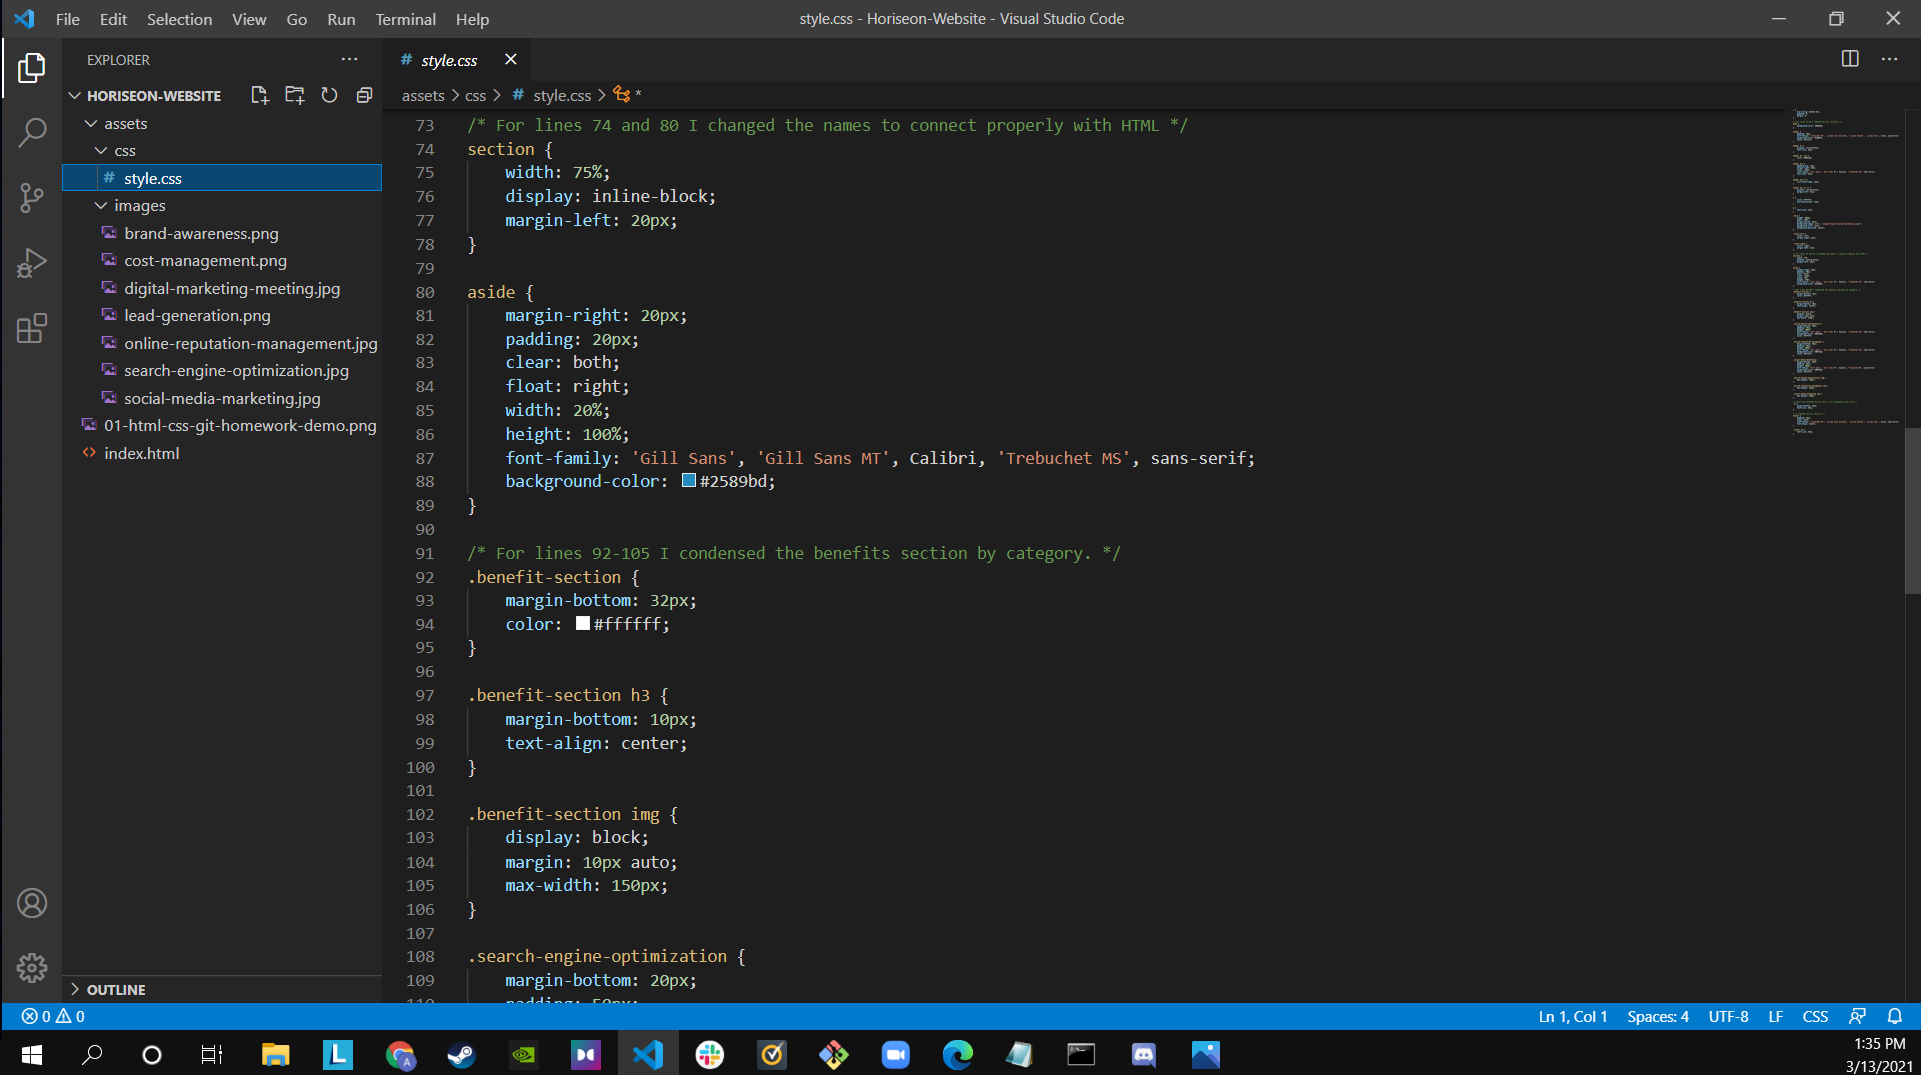 File Edit Selection View Go Run Terminal Help
style.css - Horiseon-Website - Visual Studio Code
EXPLORER
HORISEON-WEBSITE
assets
css
# style.css
images
brand-awareness.png
cost-management.png
digital-marketing-meeting.jpg
lead-generation.png
online-reputation-management.jpg
search-engine-optimization.jpg
social-media-marketing.jpg
01-html-css-git-homework-demo.png
<> index.html
OUTLINE
# style.css
assets > css > # style.css > *
73 /* For lines 74 and 80 I changed the names to connect properly with HTML */
74 section {
75 width: 75%;
76 display: inline-block;
77 margin-left: 20px;
78 }
79
80 aside {
81 margin-right: 20px;
82 padding: 20px;
83 clear: both;
84 float: right;
85 width: 20%;
86 height: 100%;
87 font-family: 'Gill Sans', 'Gill Sans MT', Calibri, 'Trebuchet MS', sans-serif;
88 background-color: #2589bd;
89 }
90
91 /* For lines 92-105 I condensed the benefits section by category. */
92 .benefit-section {
93 margin-bottom: 32px;
94 color: #ffffff;
95 }
96
97 .benefit-section h3 {
98 margin-bottom: 10px;
99 text-align: center;
100 }
101
102 .benefit-section img {
103 display: block;
104 margin: 10px auto;
105 max-width: 150px;
106 }
107
108 .search-engine-optimization {
109 margin-bottom: 20px;
110 padding: 50px;
0 0
Ln 1, Col 1 Spaces: 4 UTF-8 LF CSS
L
A
1:35 PM
3/13/2021